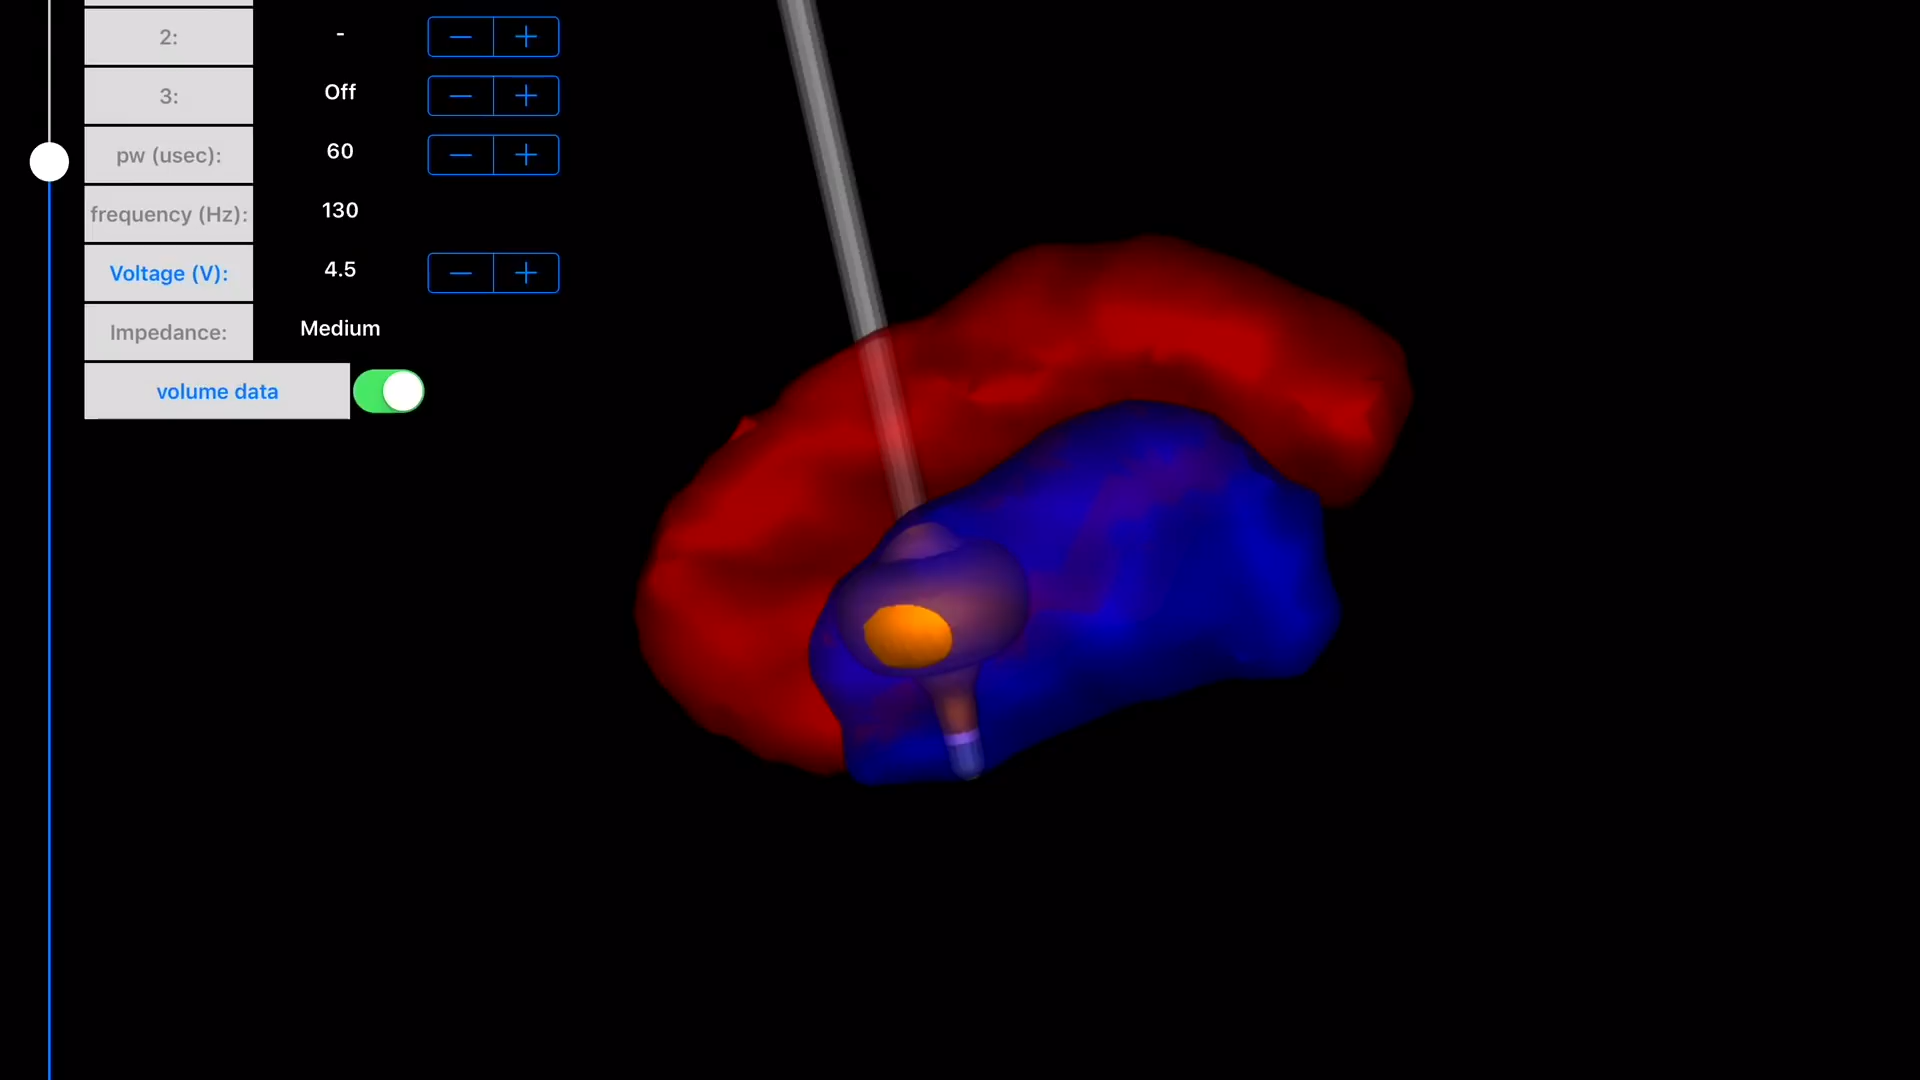 2: - — +
3: Off — +
pw (usec): 60 — +
frequency (Hz): 130
Voltage (V): 4.5 — +
Impedance: Medium
volume data